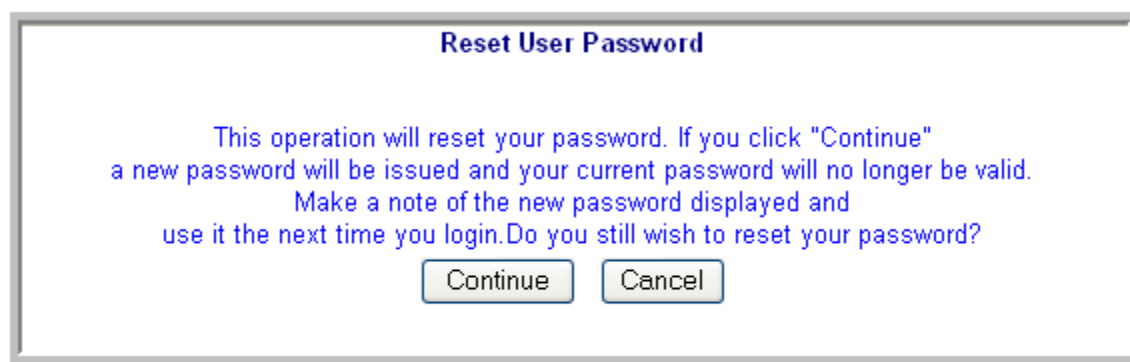 Reset User Password
This operation will reset your password. If you click "Continue"
a new password will be issued and your current password will no longer be valid.
Make a note of the new password displayed and
use it the next time you login.Do you still wish to reset your password?
Continue Cancel